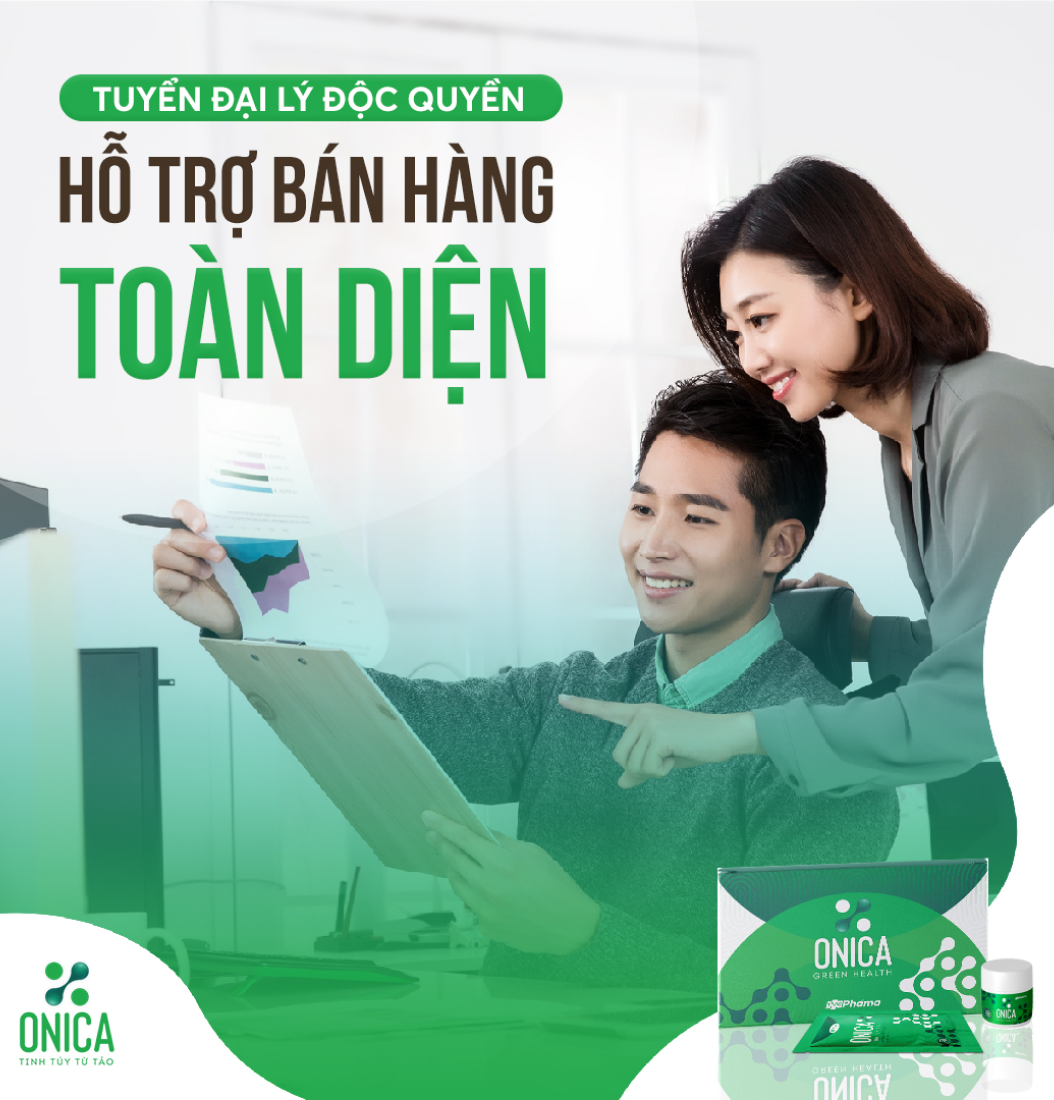 TUYỂN ĐẠI LÝ ĐỘC QUYỀN
HỖ TRỢ BÁN HÀNG
TOÀN DIỆN
ONICA
GREEN HEALTH
Phama
ONICA
ONICA
ONICA
TINH TÚY TỪ TẢO